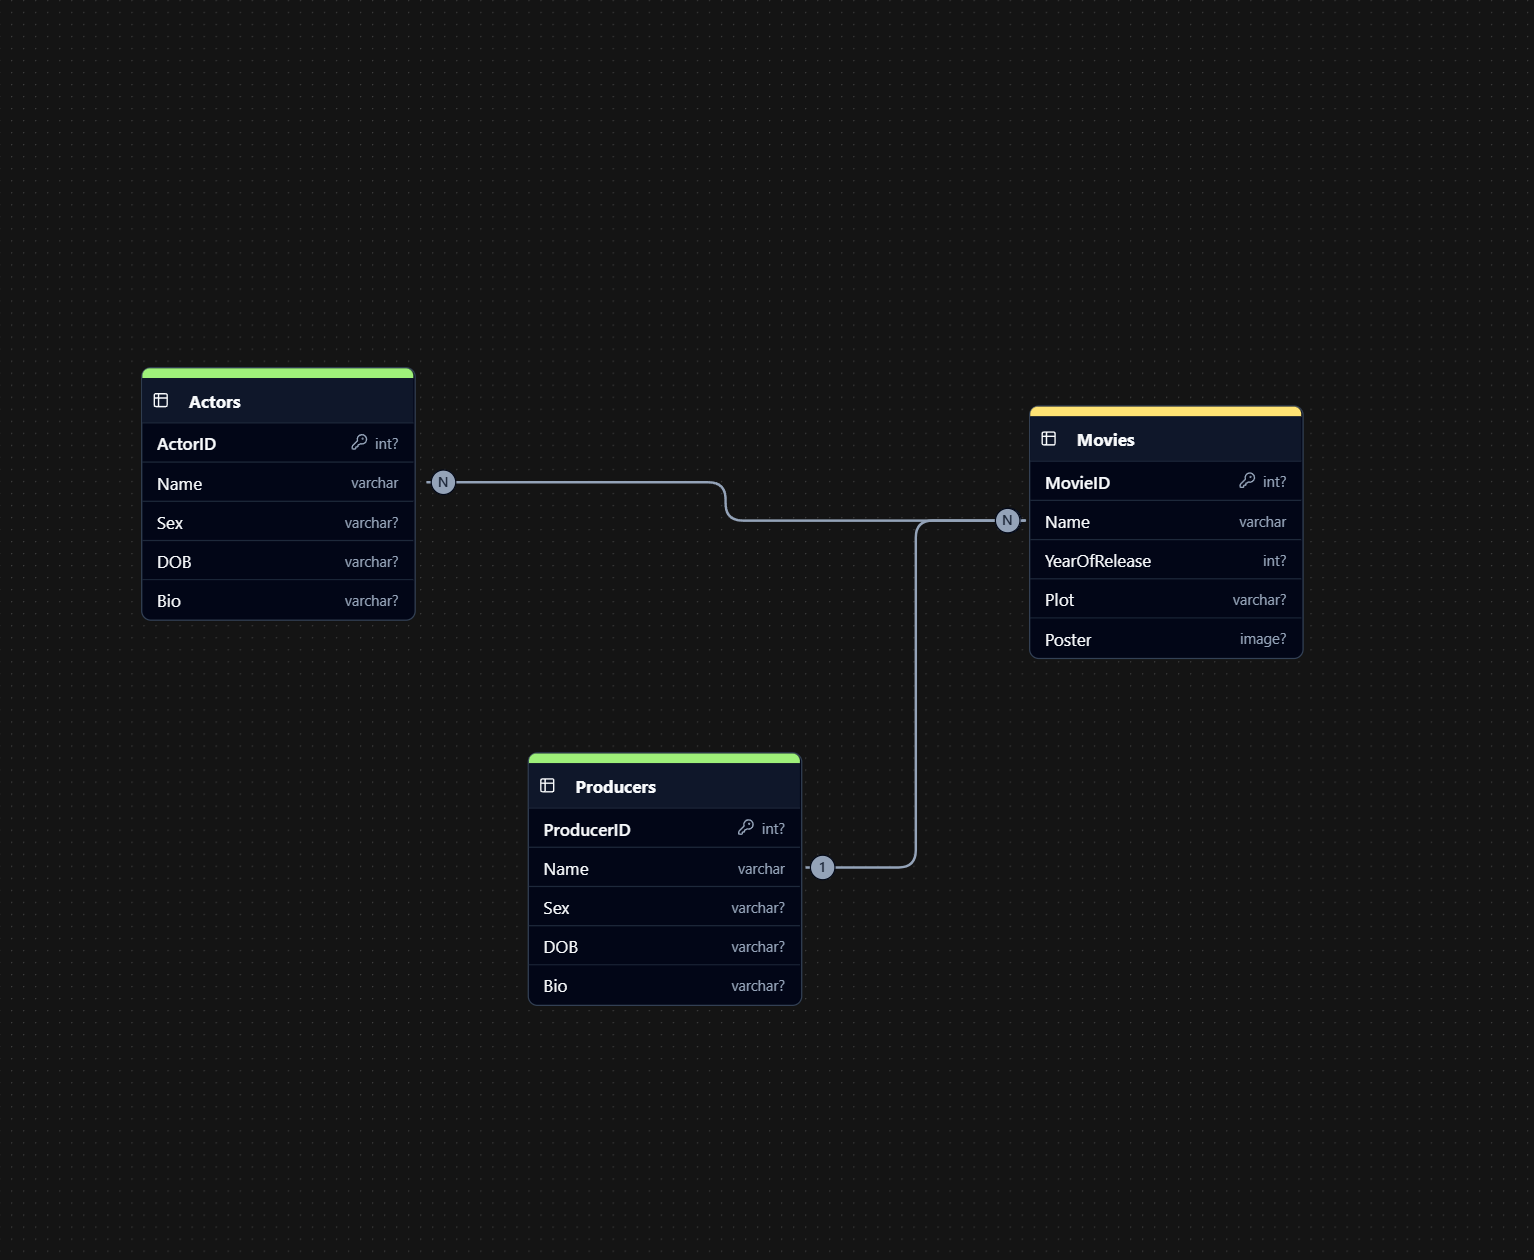 Actors
ActorID int?
Name varchar
Sex varchar?
DOB varchar?
Bio varchar?
N
N
Movies
MovieID int?
Name varchar
YearOfRelease int?
Plot varchar?
Poster image?
Producers
ProducerID int?
Name varchar
Sex varchar?
DOB varchar?
Bio varchar?
1